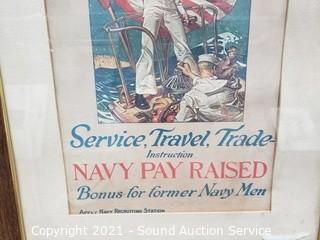 Service, Travel, Trade-
Instruction
NAVY PAY RAISED
Bonus for former Navy Men
APPLY NAVY RECRUITING STATION
Copyright 2021 - Sound Auction Service